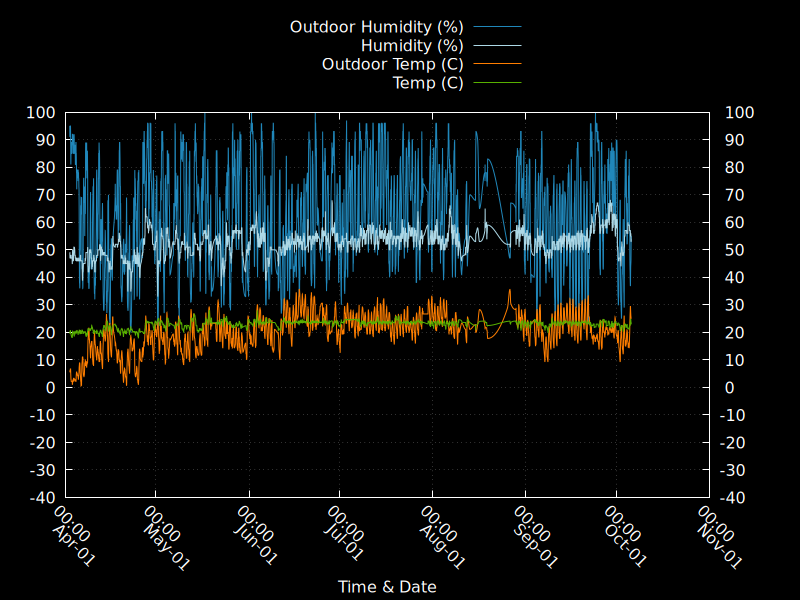 Outdoor Humidity (%)
Humidity (%)
Outdoor Temp (C)
Temp (C)
100 100
90 90
80 80
70 70
60 60
50 50
40 40
30 30
20 20
10 10
0 0
-10 -10
-20 -20
-30 -30
-40 -40
00:00 00:00 00:00 00:00 00:00 00:00 00:00 00:00
Apr-01 May-01 Jun-01 Jul-01 Aug-01 Sep-01 Oct-01 Nov-01
Time & Date